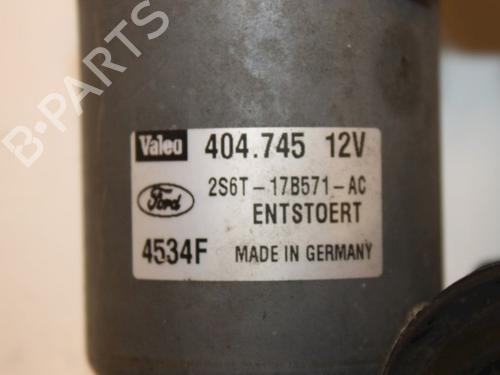 B-PARTS
Valeo 404.745 12V
Ford 2S6T-17B571-AC
ENTSTOERT
4534F MADE IN GERMANY